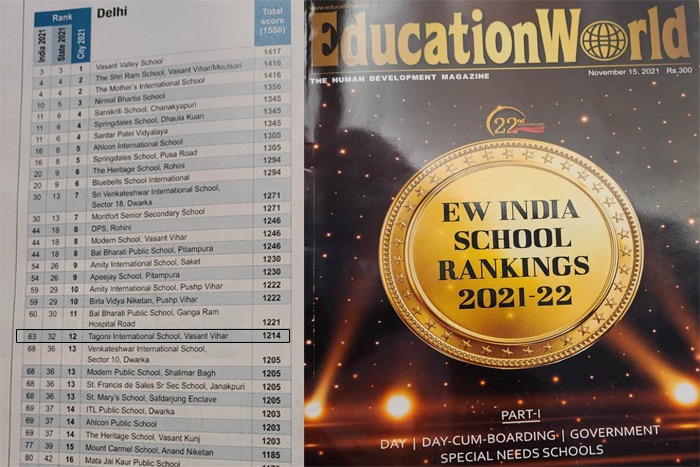 Rank
Delhi
Total score (1550)
India 2021
State 2021
City 2021
3 3 1 Vasant Valley School 1417
4 4 2 The Shri Ram School, Vasant Vihar/Moulsari 1416
4 4 2 The Mother's International School 1416
10 5 3 Nirmal Bhartia School 1356
11 6 4 Sanskriti School, Chanakyapuri 1345
11 6 4 Springdales School, Dhaula Kuan 1345
11 6 4 Sardar Patel Vidyalaya 1345
16 8 5 Ahlcon International School 1305
16 8 5 Springdales School, Pusa Road 1305
20 9 6 The Heritage School, Rohini 1294
20 9 6 Bluebells School International 1294
30 13 7 Sri Venkateshwar International School,
Sector 18, Dwarka 1271
30 13 7 Montfort Senior Secondary School 1271
44 18 8 DPS, Rohini 1246
44 18 8 Modern School, Vasant Vihar 1246
44 18 8 Bal Bharati Public School, Pitampura 1246
54 26 9 Amity International School, Saket 1230
54 26 9 Apeejay School, Pitampura 1230
59 29 10 Amity International School, Pushp Vihar 1222
59 29 10 Birla Vidya Niketan, Pushp Vihar 1222
60 30 11 Bal Bharati Public School, Ganga Ram
Hospital Road 1221
63 32 12 Tagore International School, Vasant Vihar 1214
68 36 13 Venkateshwar International School,
Sector 10, Dwarka 1205
68 36 13 Modern Public School, Shalimar Bagh 1205
68 36 13 St. Francis de Sales Sr Sec School, Janakpuri 1205
68 36 13 St. Mary's School, Safdarjung Enclave 1205
69 37 14 ITL Public School, Dwarka 1203
69 37 14 Ahlcon Public School 1203
69 37 14 The Heritage School, Vasant Kunj 1203
77 39 15 Mount Carmel School, Anand Niketan 1185
80 42 16 Mata Jai Kaur Public School
www.educationworld.in
EducationWorld
THE HUMAN DEVELOPMENT MAGAZINE
November 15, 2021 Rs.300
22nd ANNIVERSARY
EW INDIA
SCHOOL
RANKINGS
2021-22
PART-I
DAY | DAY-CUM-BOARDING | GOVERNMENT
SPECIAL NEEDS SCHOOLS